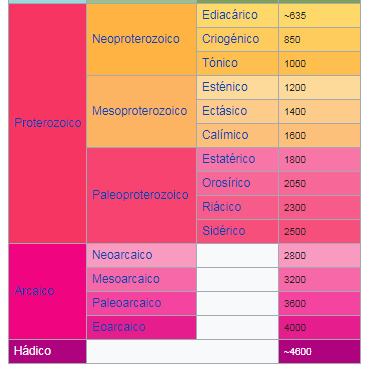 Proterozoico
Neoproterozoico
Ediacárico ~635
Criogénico 850
Tónico 1000
Mesoproterozoico
Esténico 1200
Ectásico 1400
Calímico 1600
Paleoproterozoico
Estatérico 1800
Orosírico 2050
Riácico 2300
Sidérico 2500
Arcaico
Neoarcaico 2800
Mesoarcaico 3200
Paleoarcaico 3600
Eoarcaico 4000
Hádico ~4600